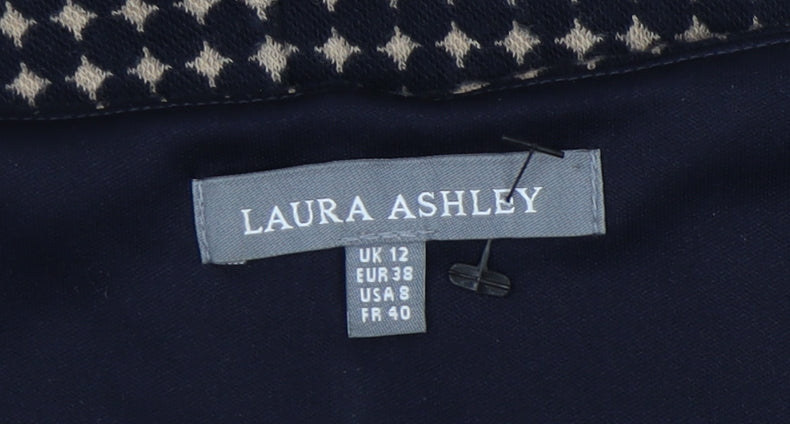 LAURA ASHLEY
UK 12
EUR 38
USA 8
FR 40